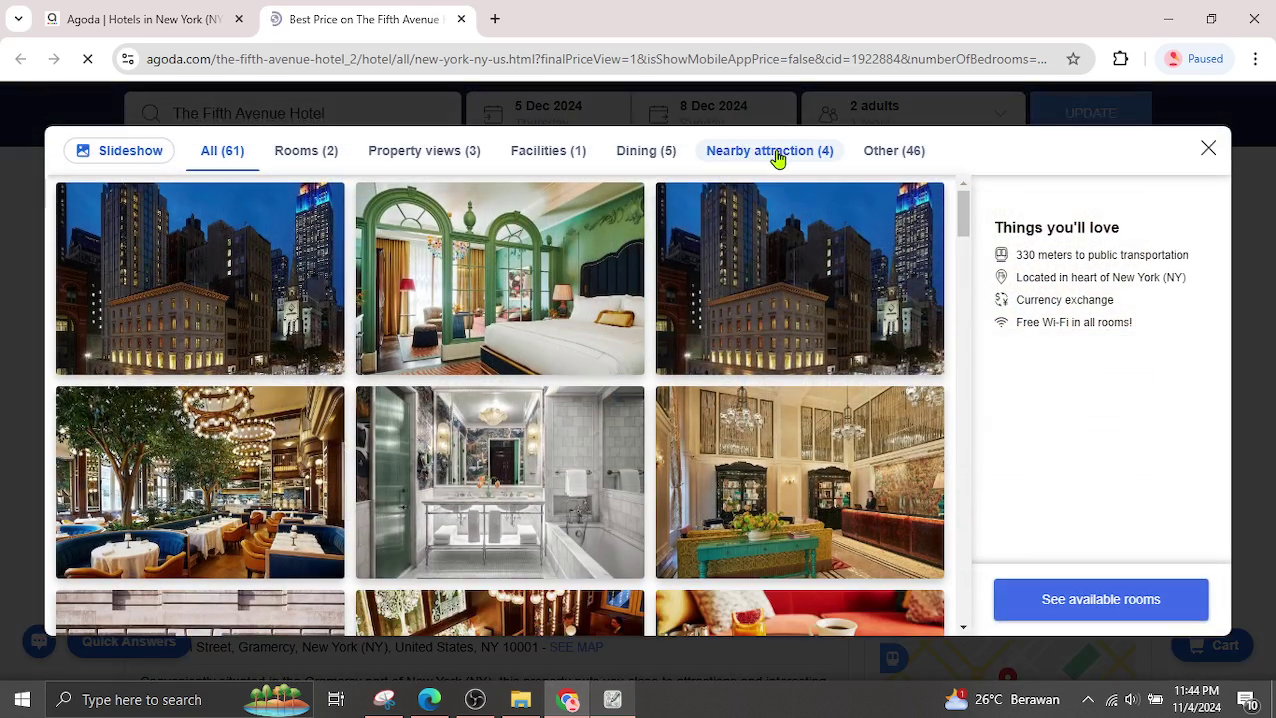 Agoda | Hotels in New York (NY
Best Price on The Fifth Avenue
agoda.com/the-fifth-avenue-hotel_2/hotel/all/new-york-ny-us.html?finalPriceView=1&isShowMobileAppPrice=false&cid=1922884&numberOfBedrooms=...
Paused
The Fifth Avenue Hotel
5 Dec 2024
Thursday
8 Dec 2024
2 adults
UPDATE
Slideshow
All (61)
Rooms (2)
Property views (3)
Facilities (1)
Dining (5)
Nearby attraction (4)
Other (46)
Things you'll love
330 meters to public transportation
Located in heart of New York (NY)
Currency exchange
Free Wi-Fi in all rooms!
See available rooms
Quick Answers
Street, Gramercy, New York (NY), United States, NY 10001 - SEE MAP
Cart
Type here to search
1
26°C Berawan
11:44 PM
11/4/2024
10